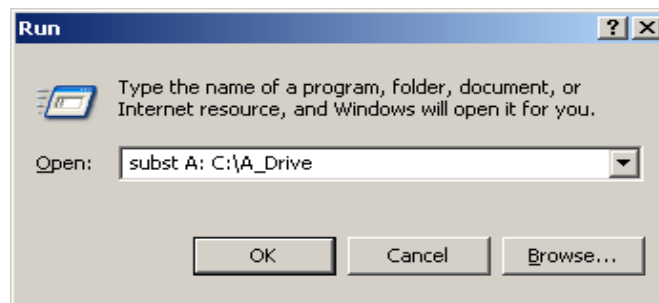 Run
Type the name of a program, folder, document, or
Internet resource, and Windows will open it for you.
Open: subst A: C:\A_Drive
OK Cancel Browse...